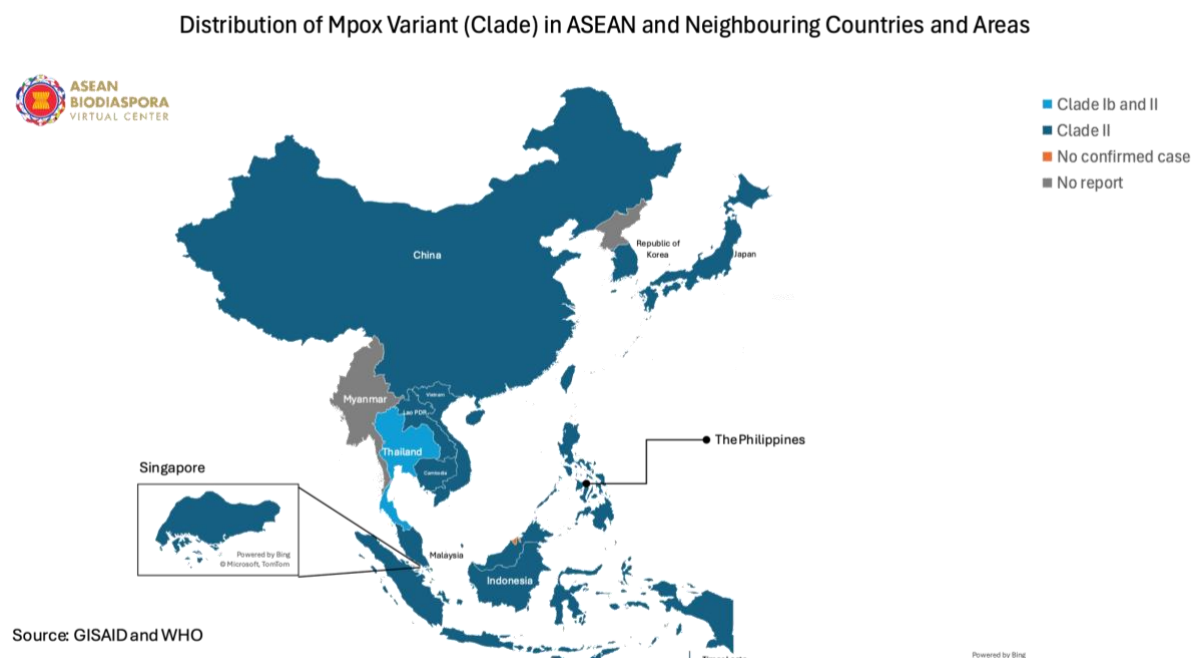 Distribution of Mpox Variant (Clade) in ASEAN and Neighbouring Countries and Areas
ASEAN
BIODIASPORA
VIRTUAL CENTER
Clade Ib and II
Clade II
No confirmed case
No report
China
Republic of
Korea
Japan
Myanmar
Vietnam
Lao PDR
Thailand
Cambodia
The Philippines
Singapore
Powered by Bing
© Microsoft, TomTom
Malaysia
Indonesia
Source: GISAID and WHO
Powered by Bing